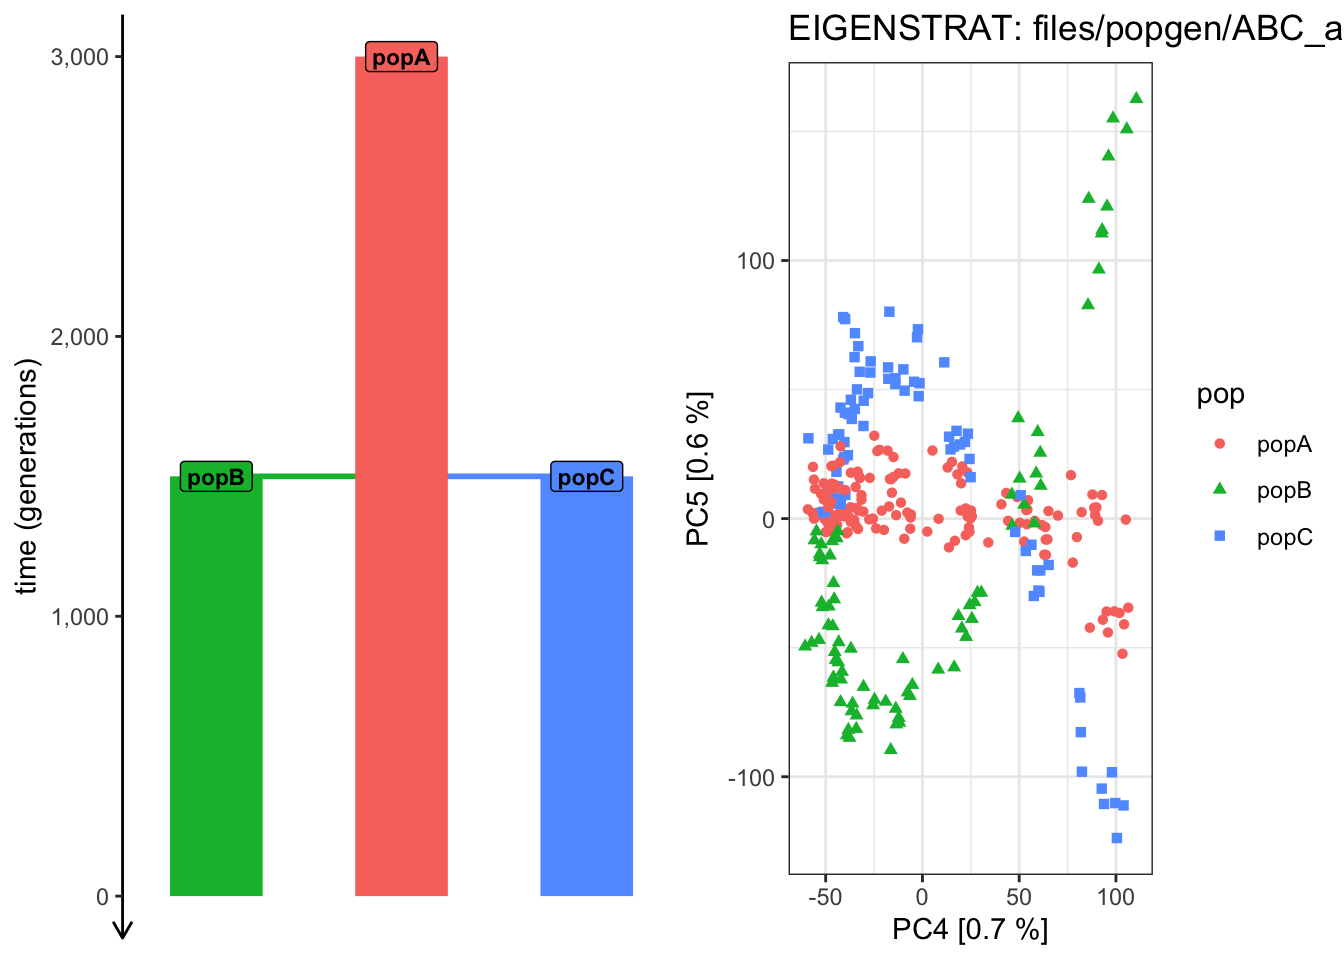 time (generations)
3,000
2,000
1,000
0
popA
popB
popC
EIGENSTRAT: files/popgen/ABC_a
PC5 [0.6 %]
100
0
-100
-50
0
50
100
PC4 [0.7 %]
pop
popA
popB
popC